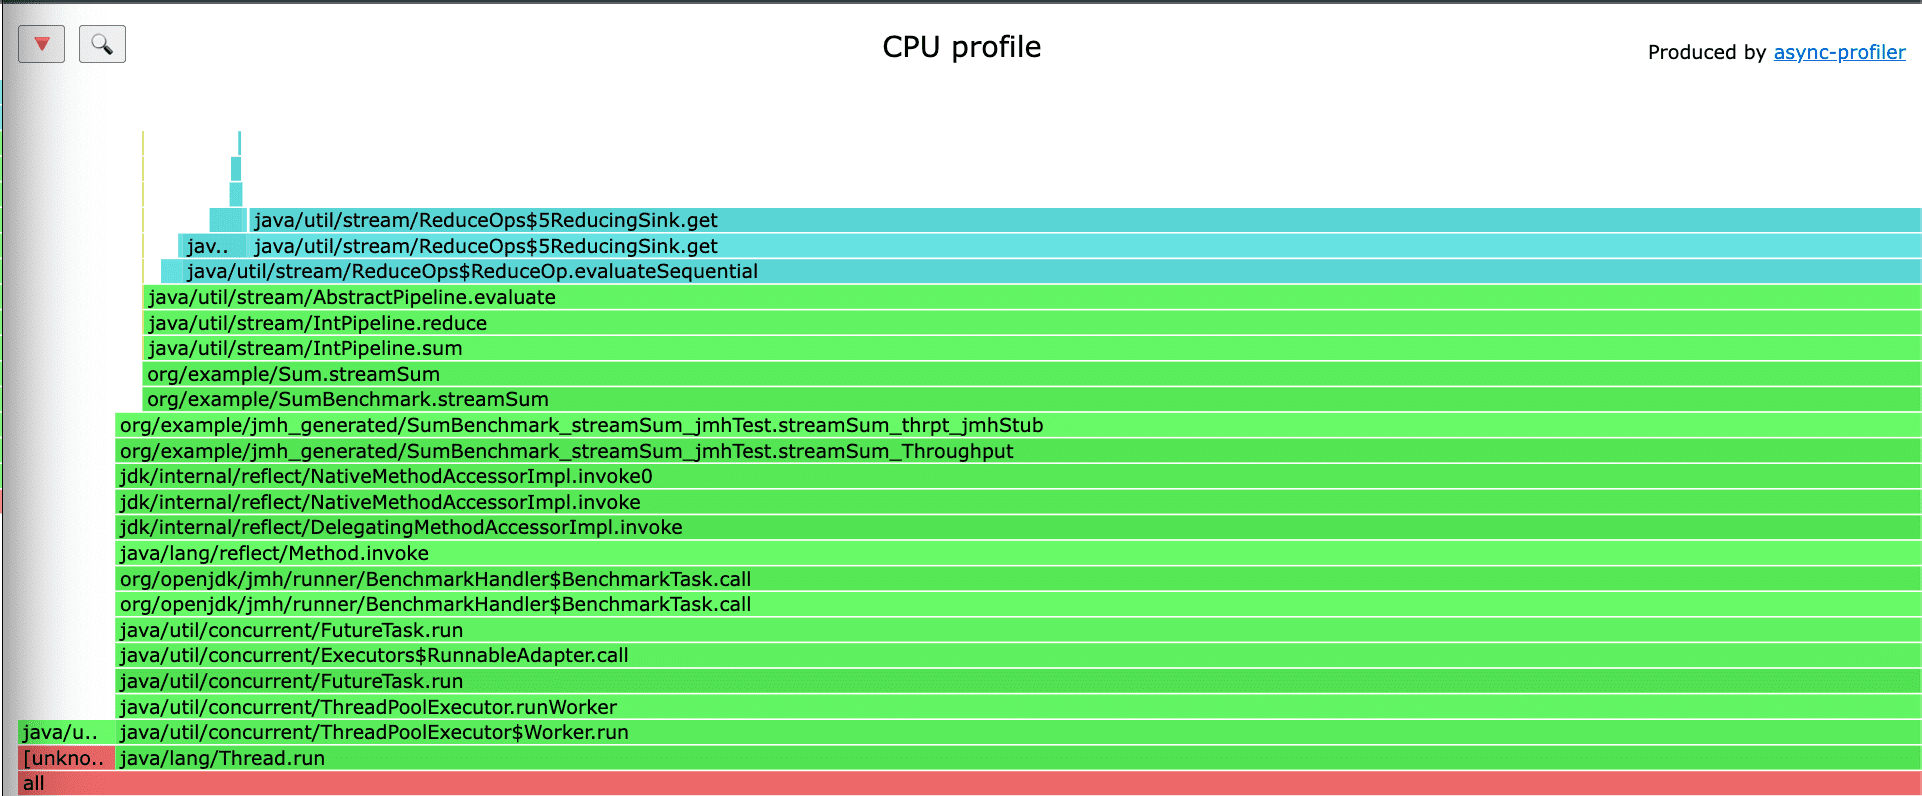 CPU profile
Produced by async-profiler
java/util/stream/ReduceOps$5ReducingSink.get
jav.. java/util/stream/ReduceOps$5ReducingSink.get
java/util/stream/ReduceOps$ReduceOp.evaluateSequential
java/util/stream/AbstractPipeline.evaluate
java/util/stream/IntPipeline.reduce
java/util/stream/IntPipeline.sum
org/example/Sum.streamSum
org/example/SumBenchmark.streamSum
org/example/jmh_generated/SumBenchmark_streamSum_jmhTest.streamSum_thrpt_jmhStub
org/example/jmh_generated/SumBenchmark_streamSum_jmhTest.streamSum_Throughput
jdk/internal/reflect/NativeMethodAccessorImpl.invoke0
jdk/internal/reflect/NativeMethodAccessorImpl.invoke
jdk/internal/reflect/DelegatingMethodAccessorImpl.invoke
java/lang/reflect/Method.invoke
org/openjdk/jmh/runner/BenchmarkHandler$BenchmarkTask.call
org/openjdk/jmh/runner/BenchmarkHandler$BenchmarkTask.call
java/util/concurrent/FutureTask.run
java/util/concurrent/Executors$RunnableAdapter.call
java/util/concurrent/FutureTask.run
java/util/concurrent/ThreadPoolExecutor.runWorker
java/u.. java/util/concurrent/ThreadPoolExecutor$Worker.run
[unkno.. java/lang/Thread.run
all